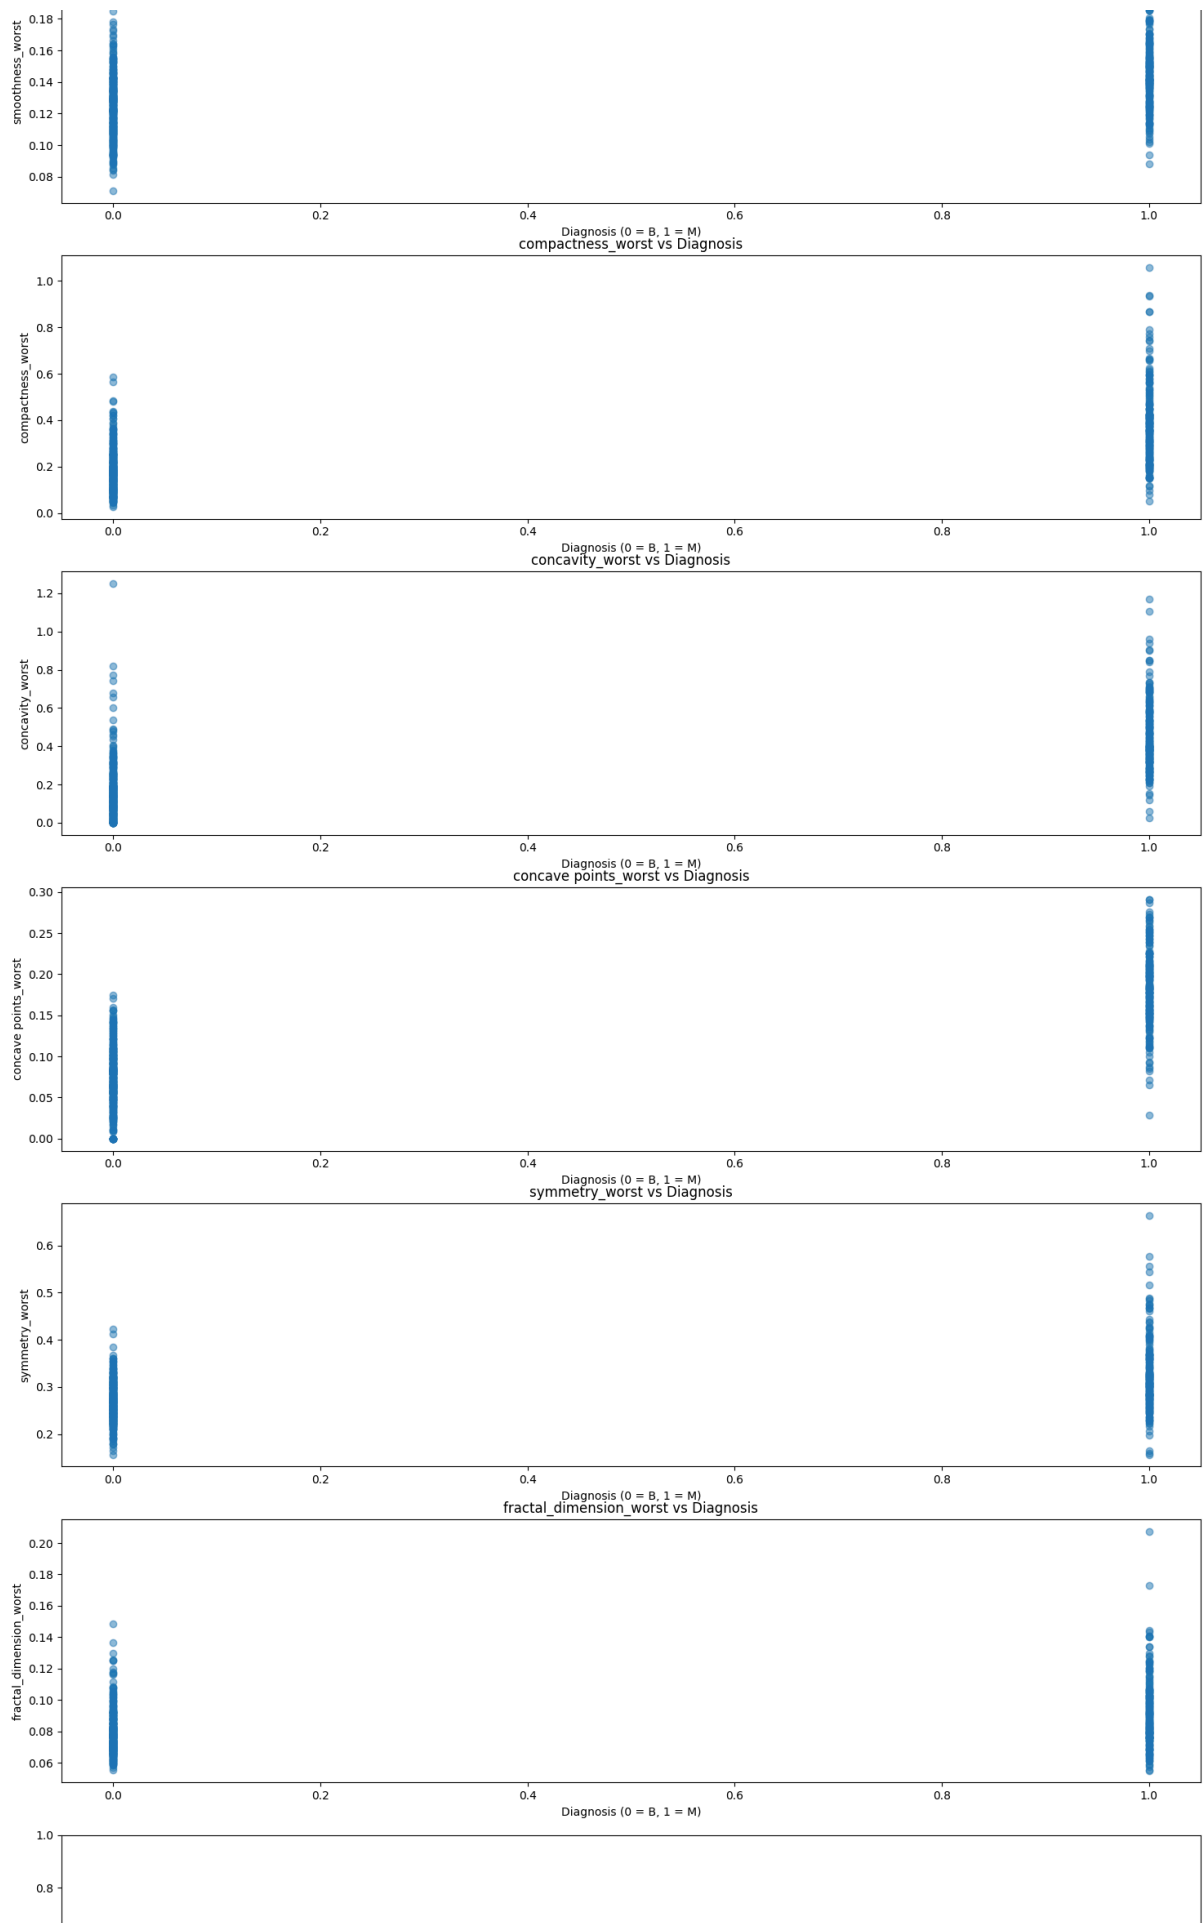 0.18
0.16
0.14
0.12
0.10
0.08
smoothness_worst
0.0 0.2 0.4 0.6 0.8 1.0
Diagnosis (0 = B, 1 = M)
compactness_worst vs Diagnosis
1.0
0.8
0.6
0.4
0.2
0.0
compactness_worst
0.0 0.2 0.4 0.6 0.8 1.0
Diagnosis (0 = B, 1 = M)
concavity_worst vs Diagnosis
1.2
1.0
0.8
0.6
0.4
0.2
0.0
concavity_worst
0.0 0.2 0.4 0.6 0.8 1.0
Diagnosis (0 = B, 1 = M)
concave points_worst vs Diagnosis
0.30
0.25
0.20
0.15
0.10
0.05
0.00
concave points_worst
0.0 0.2 0.4 0.6 0.8 1.0
Diagnosis (0 = B, 1 = M)
symmetry_worst vs Diagnosis
0.6
0.5
0.4
0.3
0.2
symmetry_worst
0.0 0.2 0.4 0.6 0.8 1.0
Diagnosis (0 = B, 1 = M)
fractal_dimension_worst vs Diagnosis
0.20
0.18
0.16
0.14
0.12
0.10
0.08
0.06
fractal_dimension_worst
0.0 0.2 0.4 0.6 0.8 1.0
Diagnosis (0 = B, 1 = M)
1.0
0.8